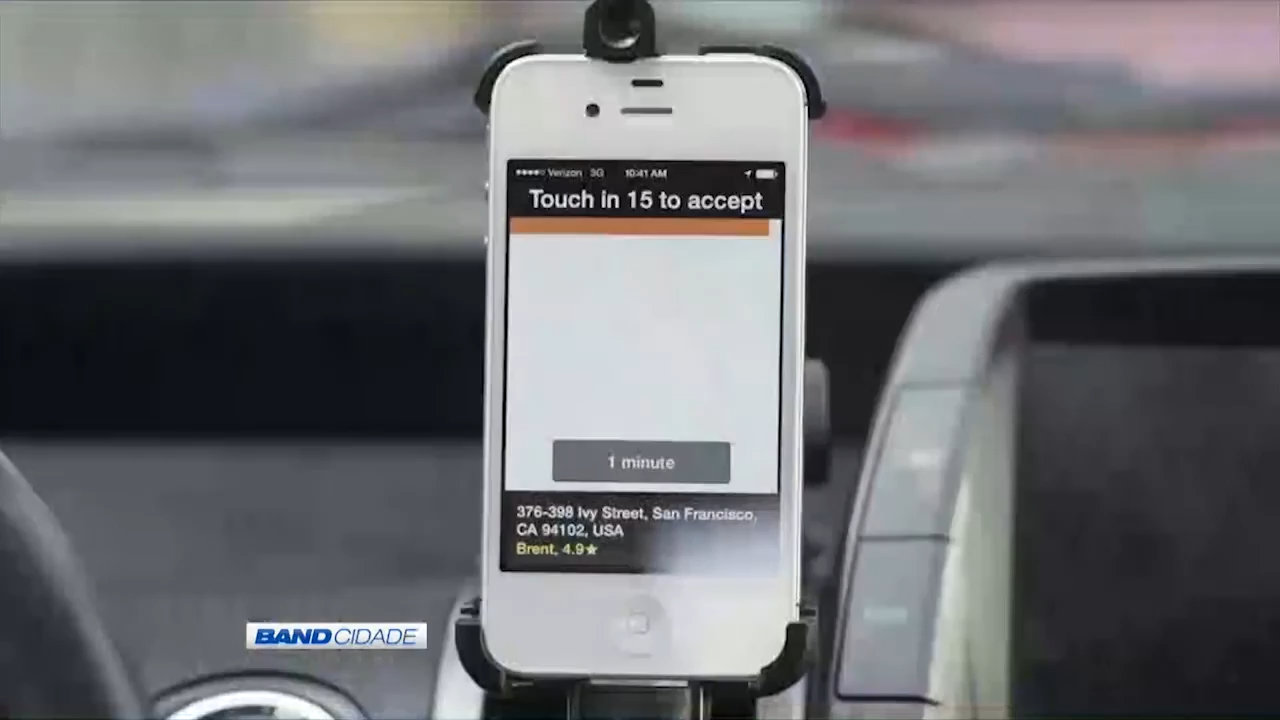 Verizon 3G 10:41 AM
Touch in 15 to accept
1 minute
376-398 Ivy Street, San Francisco,
CA 94102, USA
Brent, 4.9★
BAND CIDADE